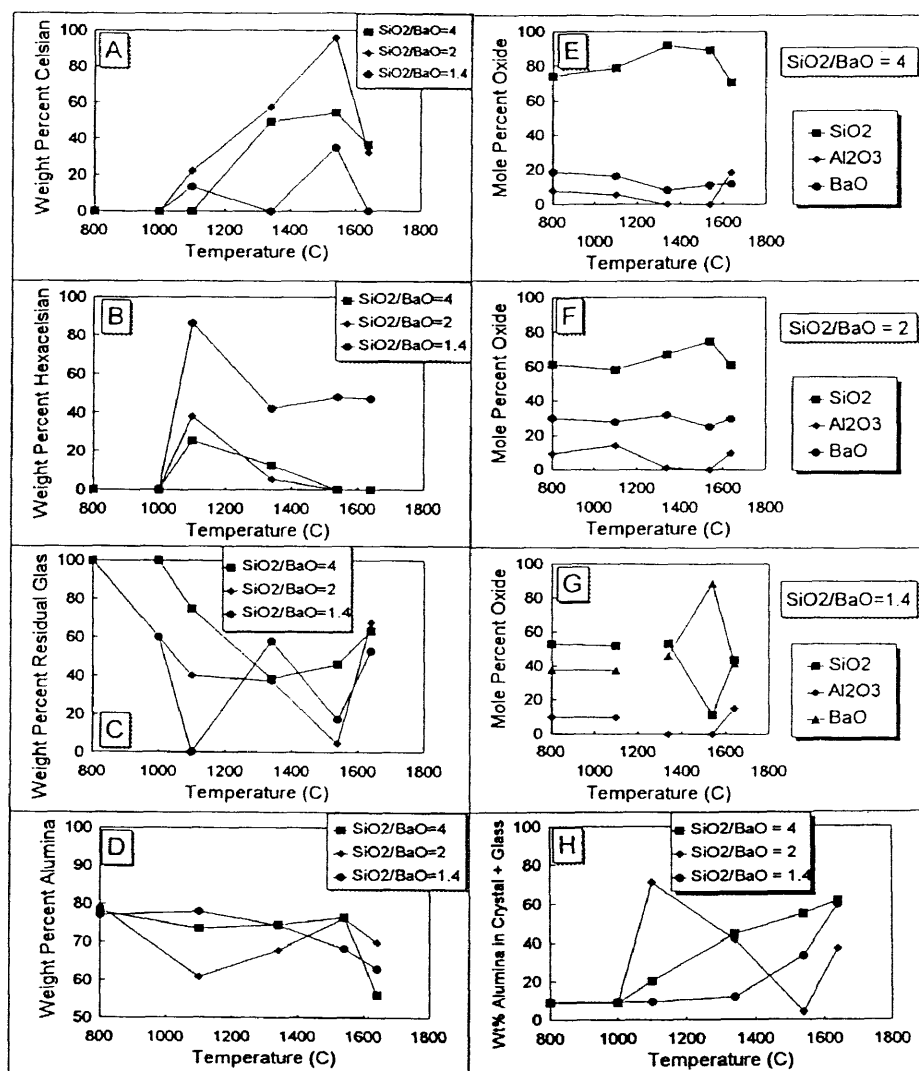 A
SiO2/BaO=4
SiO2/BaO=2
SiO2/BaO=1.4
Weight Percent Celsian
100
80
60
40
20
0
800 1000 1200 1400 1600 1800
Temperature (C)
E
SiO2/BaO = 4
SiO2
Al2O3
BaO
Mole Percent Oxide
100
80
60
40
20
0
800
1000 1200 1400 1600
1800
Temperature (C)
B
SiO2/BaO=4
SiO2/BaO=2
SiO2/BaO=1.4
Weight Percent Hexacelsian
100
80
60
40
20
0
800 1000 1200 1400 1600 1800
Temperature (C)
F
SiO2/BaO = 2
SiO2
Al2O3
BaO
Mole Percent Oxide
100
80
60
40
20
0
800
1000 1200 1400 1600
1800
Temperature (C)
C
SiO2/BaO=4
SiO2/BaO=2
SiO2/BaO=1.4
Weight Percent Residual Glas
100
80
60
40
20
0
800 1000 1200 1400 1600 1800
Temperature (C)
G
SiO2/BaO=1.4
SiO2
Al2O3
BaO
Mole Percent Oxide
100
80
60
40
20
0
800
1000 1200 1400 1600
1800
Temperature (C)
D
SiO2/BaO=4
SiO2/BaO=2
SiO2/BaO=1.4
Weight Percent Alumina
100
90
80
70
60
50
800 1000 1200 1400 1600 1800
Temperature (C)
H
SiO2/BaO = 4
SiO2/BaO = 2
SiO2/BaO = 1.4
Wt% Alumina in Crystal + Glass
100
80
60
40
20
0
800 1000 1200 1400 1600 1800
Temperature (C)